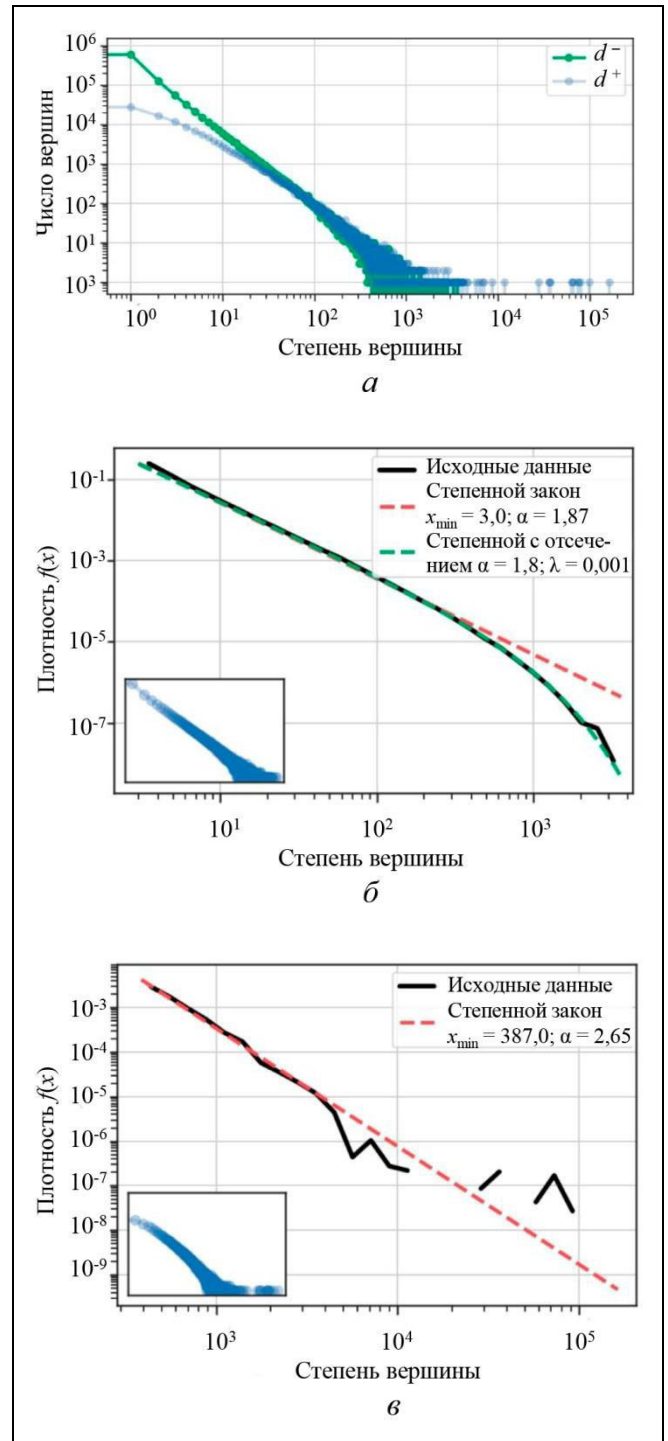 10⁶
10⁵
10⁴
10³
10²
10¹
10³
Число вершин
d⁻
d⁺
10⁰ 10¹ 10² 10³ 10⁴ 10⁵
Степень вершины
а
10⁻¹
10⁻³
10⁻⁵
10⁻⁷
Плотность f(x)
Исходные данные
Степенной закон
xₘᵢₙ = 3,0; α = 1,87
Степенной с отсече-
нием α = 1,8; λ = 0,001
10¹ 10² 10³
Степень вершины
б
10⁻³
10⁻⁴
10⁻⁵
10⁻⁶
10⁻⁷
10⁻⁸
10⁻⁹
Плотность f(x)
Исходные данные
Степенной закон
xₘᵢₙ = 387,0; α = 2,65
10³ 10⁴ 10⁵
Степень вершины
в